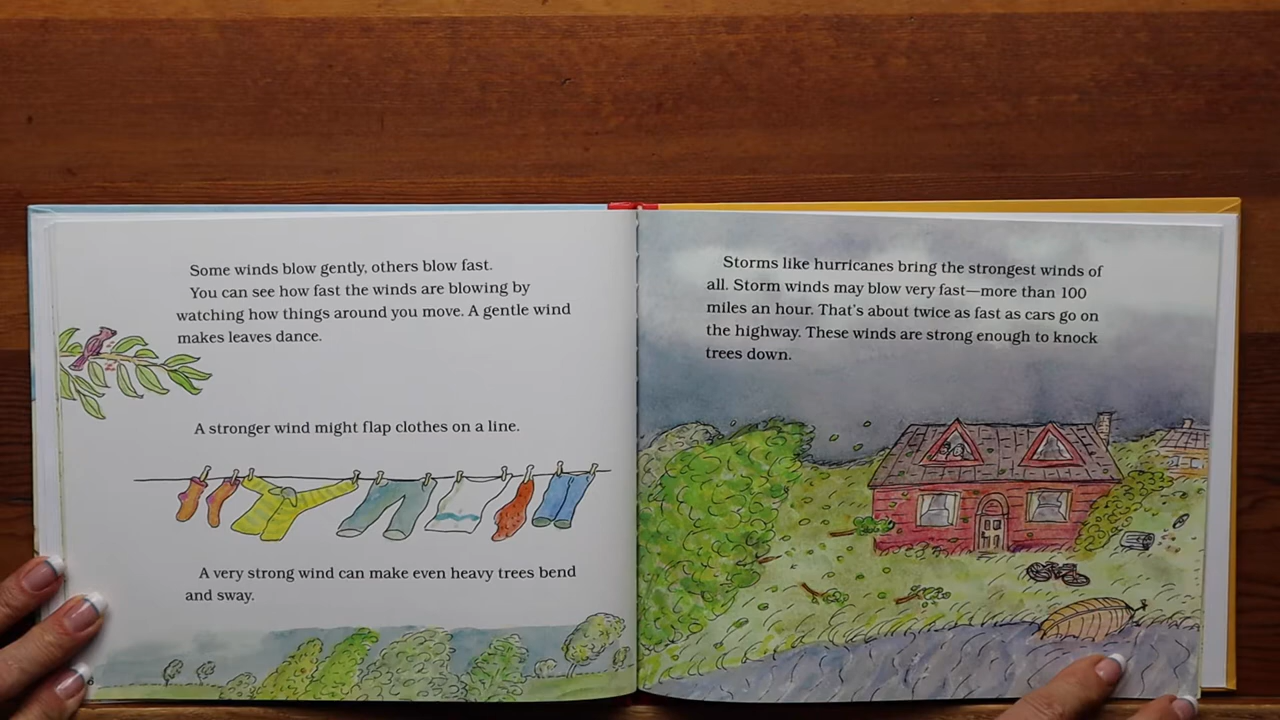 Some winds blow gently, others blow fast.
You can see how fast the winds are blowing by
watching how things around you move. A gentle wind
makes leaves dance.
A stronger wind might flap clothes on a line.
A very strong wind can make even heavy trees bend
and sway.
Storms like hurricanes bring the strongest winds of
all. Storm winds may blow very fast—more than 100
miles an hour. That's about twice as fast as cars go on
the highway. These winds are strong enough to knock
trees down.